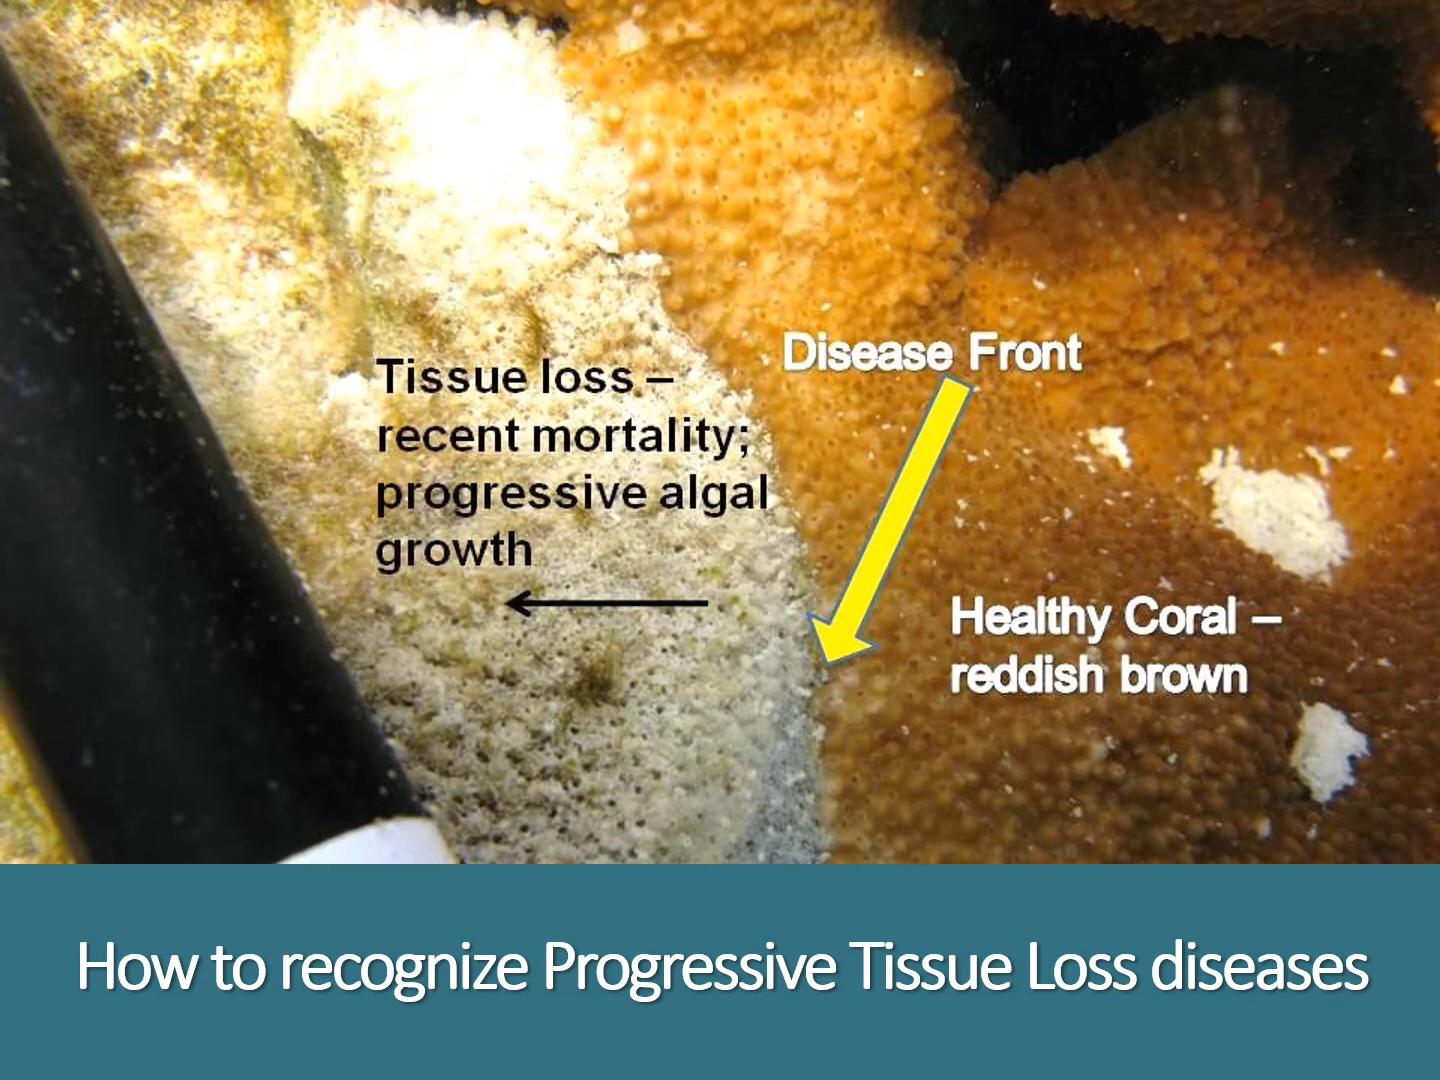 Tissue loss –
recent mortality;
progressive algal
growth
Disease Front
Healthy Coral –
reddish brown
How to recognize Progressive Tissue Loss diseases